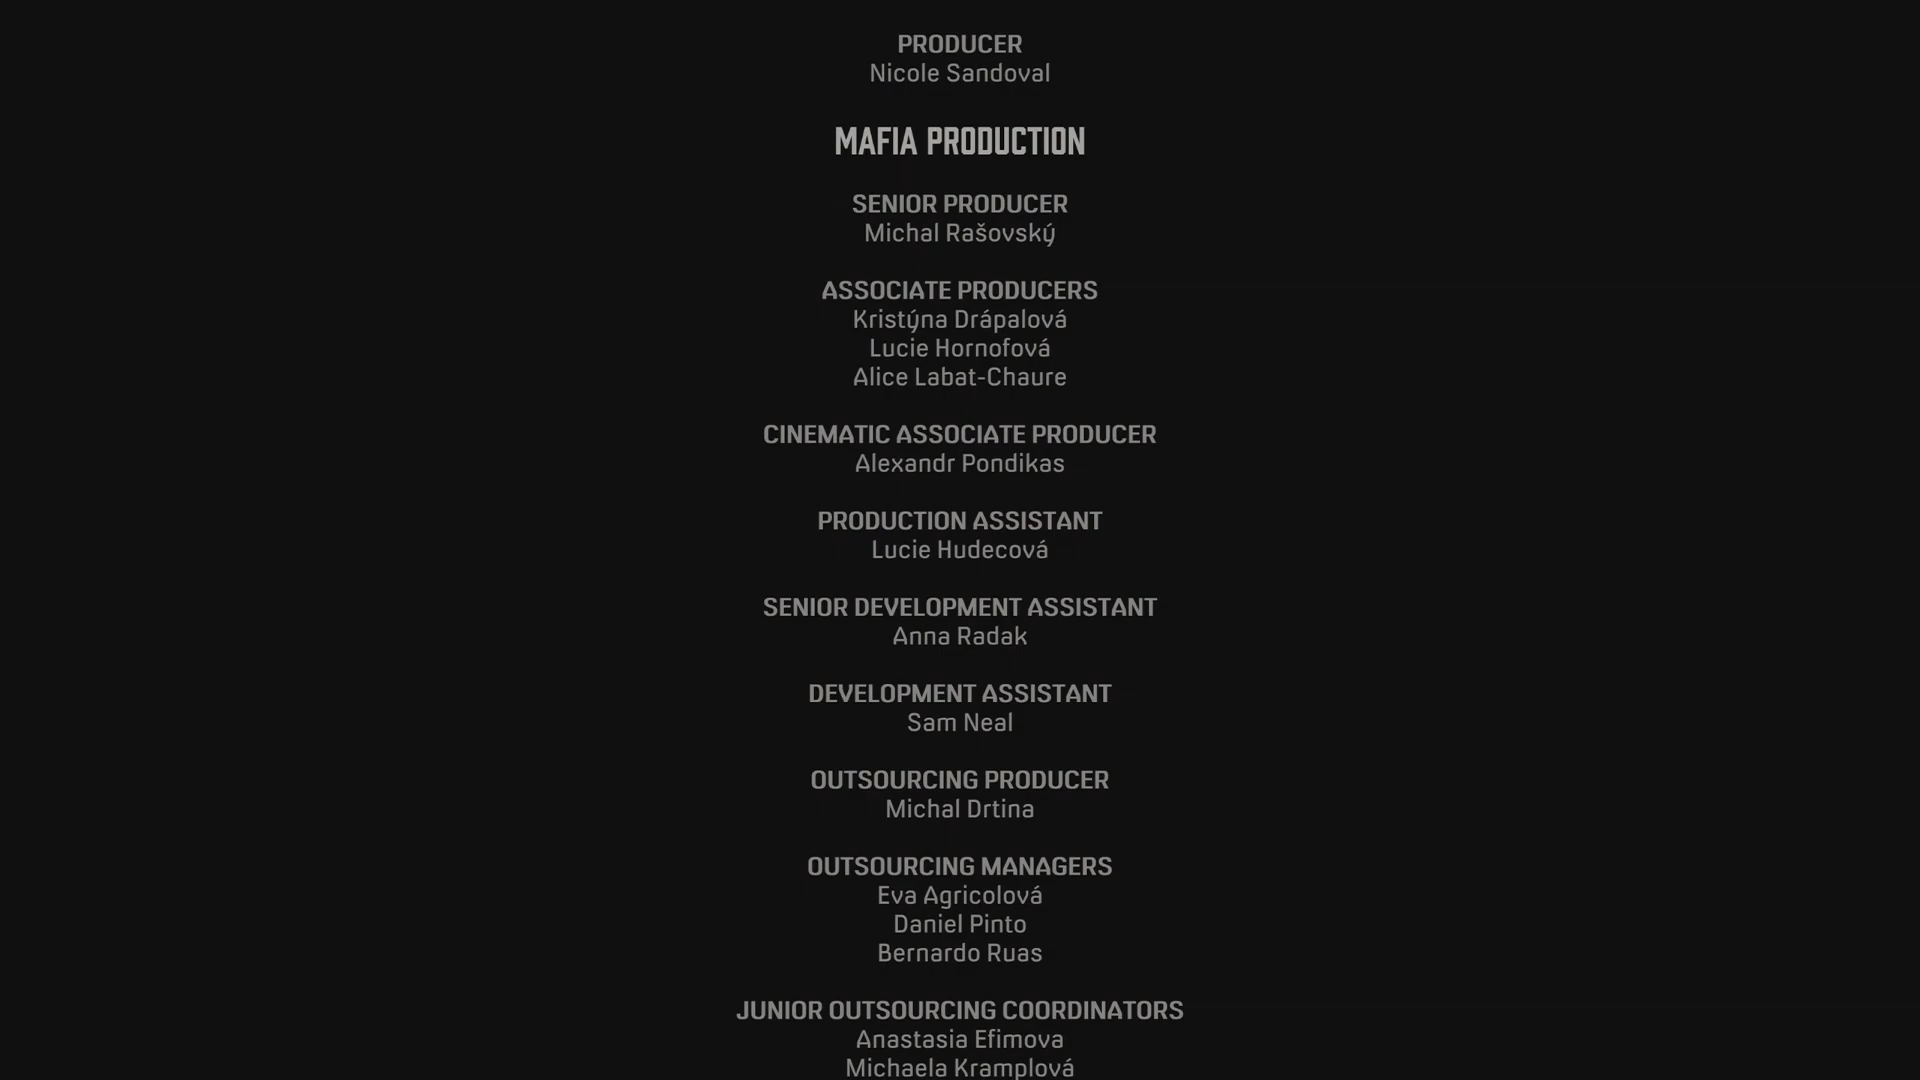 PRODUCER
Nicole Sandoval
MAFIA PRODUCTION
SENIOR PRODUCER
Michal Rašovský
ASSOCIATE PRODUCERS
Kristýna Drápalová
Lucie Hornofová
Alice Labat-Chaure
CINEMATIC ASSOCIATE PRODUCER
Alexandr Pondikas
PRODUCTION ASSISTANT
Lucie Hudecová
SENIOR DEVELOPMENT ASSISTANT
Anna Radak
DEVELOPMENT ASSISTANT
Sam Neal
OUTSOURCING PRODUCER
Michal Drtina
OUTSOURCING MANAGERS
Eva Agricolová
Daniel Pinto
Bernardo Ruas
JUNIOR OUTSOURCING COORDINATORS
Anastasia Efimova
Michaela Kramplová